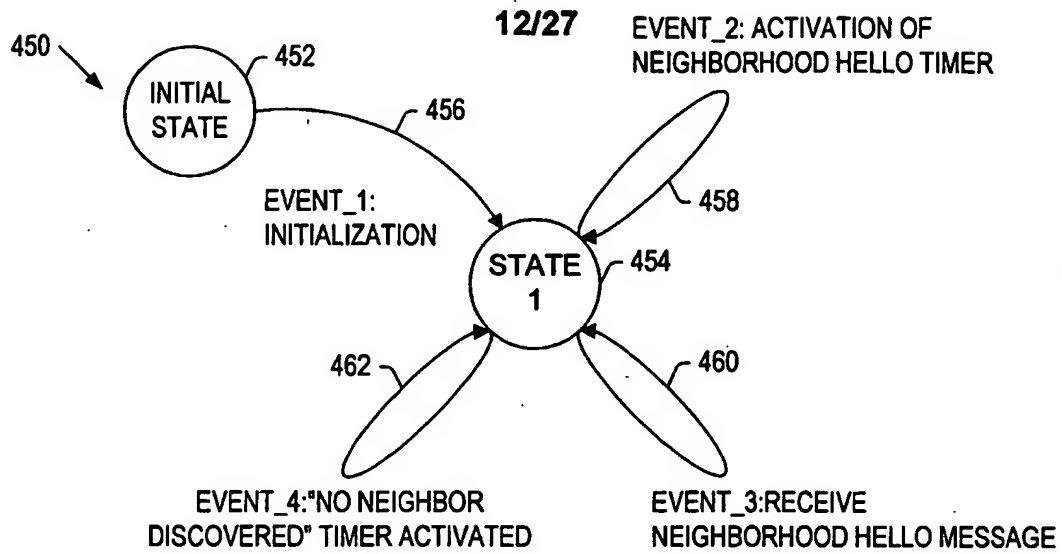 12/27
450
452
INITIAL
STATE
456
EVENT_1:
INITIALIZATION
EVENT_2: ACTIVATION OF
NEIGHBORHOOD HELLO TIMER
458
STATE
1
454
462
460
EVENT_4:"NO NEIGHBOR
DISCOVERED" TIMER ACTIVATED
EVENT_3:RECEIVE
NEIGHBORHOOD HELLO MESSAGE